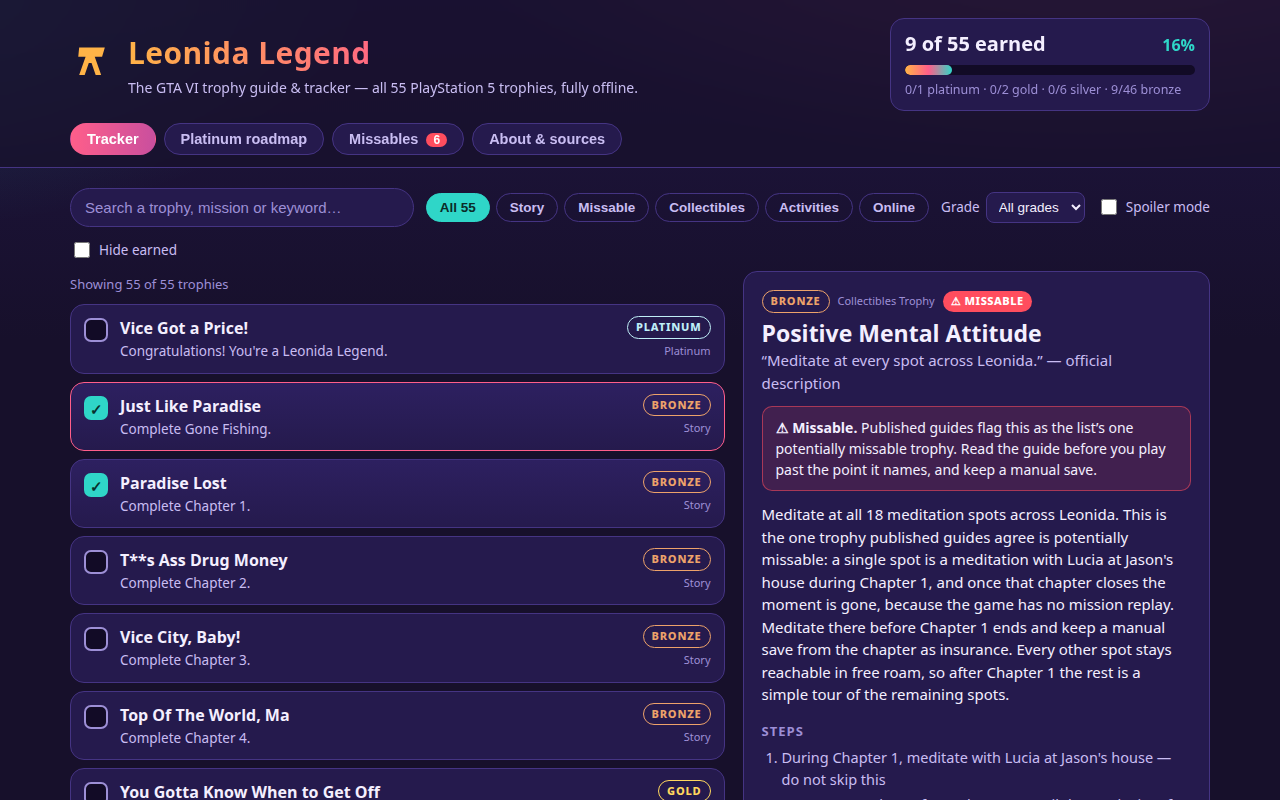 Leonida Legend
The GTA VI trophy guide & tracker — all 55 PlayStation 5 trophies, fully offline.
9 of 55 earned
16%
0/1 platinum · 0/2 gold · 0/6 silver · 9/46 bronze
Tracker
Platinum roadmap
Missables 6
About & sources
Search a trophy, mission or keyword…
All 55
Story
Missable
Collectibles
Activities
Online
Grade
All grades
Spoiler mode
Hide earned
Showing 55 of 55 trophies
Vice Got a Price!
PLATINUM
Congratulations! You're a Leonida Legend.
Platinum
✓
Just Like Paradise
BRONZE
Complete Gone Fishing.
Story
✓
Paradise Lost
BRONZE
Complete Chapter 1.
Story
T**s Ass Drug Money
BRONZE
Complete Chapter 2.
Story
Vice City, Baby!
BRONZE
Complete Chapter 3.
Story
Top Of The World, Ma
BRONZE
Complete Chapter 4.
Story
You Gotta Know When to Get Off
GOLD
BRONZE
Collectibles Trophy
⚠ MISSABLE
Positive Mental Attitude
“Meditate at every spot across Leonida.” — official
description
⚠ Missable. Published guides flag this as the list’s one
potentially missable trophy. Read the guide before you play
past the point it names, and keep a manual save.
Meditate at all 18 meditation spots across Leonida. This is
the one trophy published guides agree is potentially
missable: a single spot is a meditation with Lucia at Jason's
house during Chapter 1, and once that chapter closes the
moment is gone, because the game has no mission replay.
Meditate there before Chapter 1 ends and keep a manual
save from the chapter as insurance. Every other spot stays
reachable in free roam, so after Chapter 1 the rest is a
simple tour of the remaining spots.
STEPS
1. During Chapter 1, meditate with Lucia at Jason's house —
do not skip this